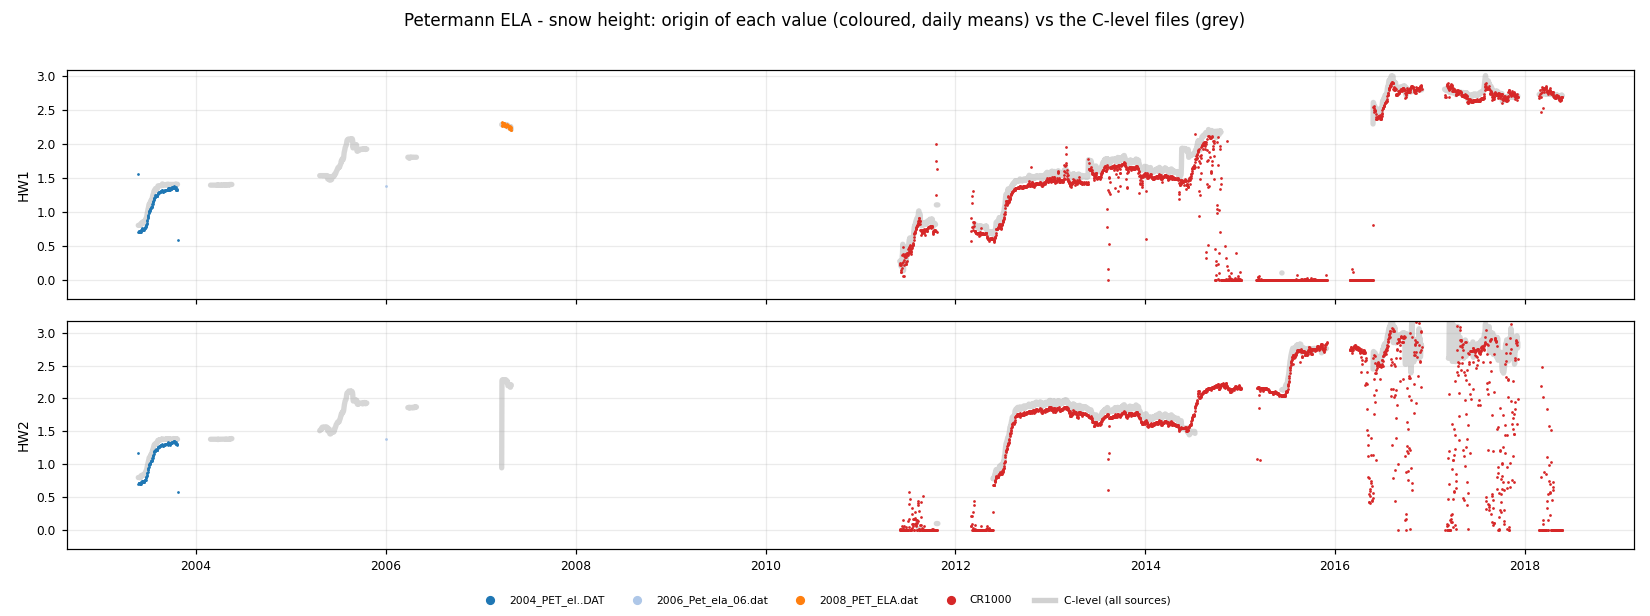 Petermann ELA - snow height: origin of each value (coloured, daily means) vs the C-level files (grey)
3.0
2.5
2.0
1.5
1.0
0.5
0.0
HW1
3.0
2.5
2.0
1.5
1.0
0.5
0.0
HW2
2004 2006 2008 2010 2012 2014 2016 2018
2004_PET_el..DAT 2006_Pet_ela_06.dat 2008_PET_ELA.dat CR1000 C-level (all sources)